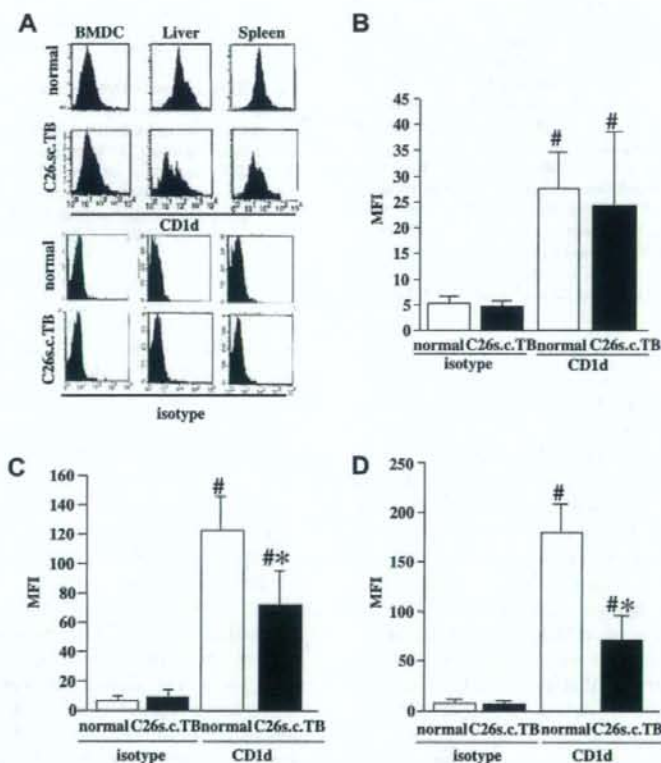 A
BMDC Liver Spleen
normal
C26.sc.TB
CD1d
normal
C26s.c.TB
isotype
B
45
40
35
30
25
20
15
10
5
0
MFI
# #
normal C26s.c.TB normal C26s.c.TB
isotype CD1d
C
160
140
120
100
80
60
40
20
0
MFI
#
#*
normal C26s.c.TB normal C26s.c.TB
isotype CD1d
D
250
200
150
100
50
0
MFI
#
#*
normal C26s.c.TB normal C26s.c.TB
isotype CD1d